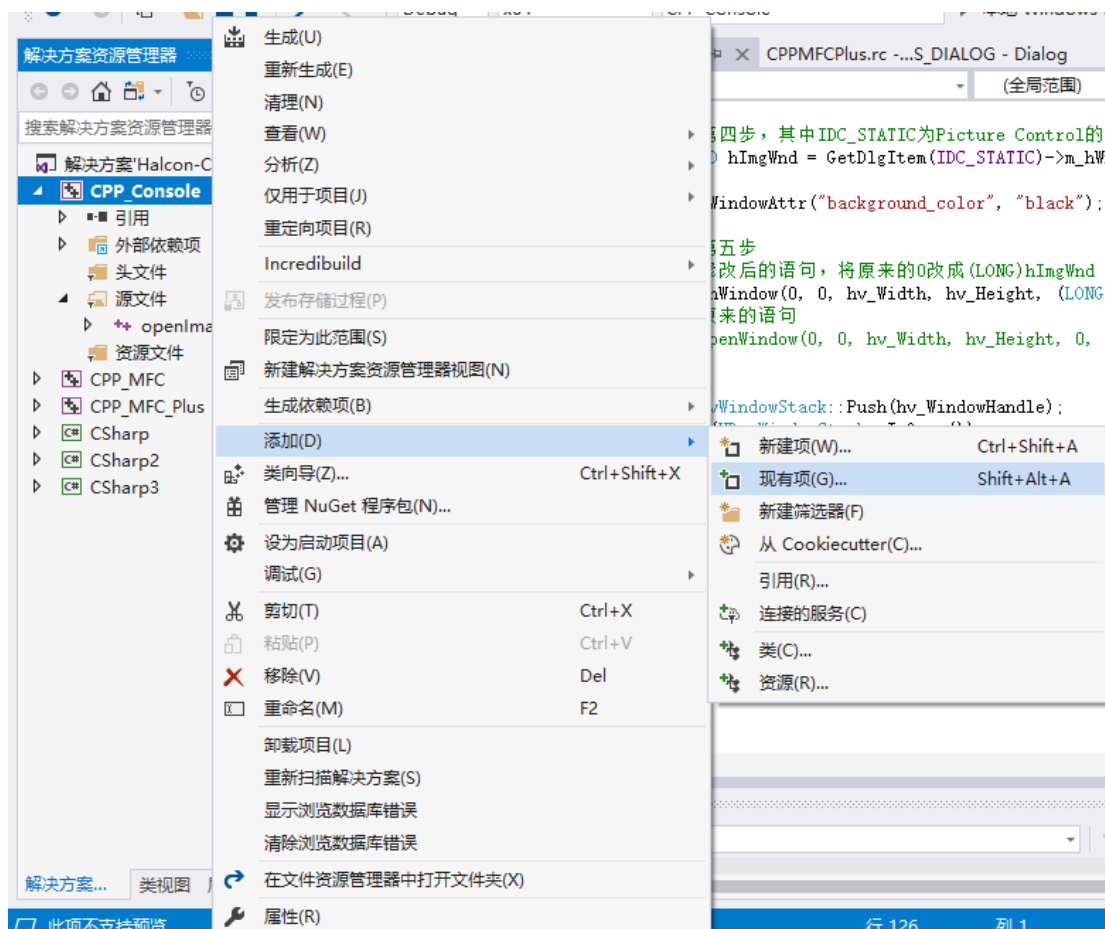 解决方案资源管理器
搜索解决方案资源管理器
解决方案'Halcon-C
CPP_Console
引用
外部依赖项
头文件
源文件
openIma
资源文件
CPP_MFC
CPP_MFC_Plus
CSharp
CSharp2
CSharp3
解决方案...
类视图
生成(U)
重新生成(E)
清理(N)
查看(W)
分析(Z)
仅用于项目(J)
重定向项目(R)
Incredibuild
发布存储过程(P)
限定为此范围(S)
新建解决方案资源管理器视图(N)
生成依赖项(B)
添加(D)
类向导(Z)... Ctrl+Shift+X
管理 NuGet 程序包(N)...
设为启动项目(A)
调试(G)
剪切(T) Ctrl+X
粘贴(P) Ctrl+V
移除(V) Del
重命名(M) F2
卸载项目(L)
重新扫描解决方案(S)
显示浏览数据库错误
清除浏览数据库错误
在文件资源管理器中打开文件夹(X)
属性(R)
CPPMFCPlus.rc -...S_DIALOG - Dialog
(全局范围)
四步，其中IDC_STATIC为Picture Control的
hImgWnd = GetDlgItem(IDC_STATIC)->m_hW
WindowAttr("background_color", "black");
五步
改后的语句，将原来的0改成(LONG)hImgWnd
Window(0, 0, hv_Width, hv_Height, (LONG
来的语句
penWindow(0, 0, hv_Width, hv_Height, 0,
WindowStack::Push(hv_WindowHandle);
新建项(W)... Ctrl+Shift+A
现有项(G)... Shift+Alt+A
新建筛选器(F)
从 Cookiecutter(C)...
引用(R)...
连接的服务(C)
类(C)...
资源(R)...
此项不支持预览
行 126 列 1